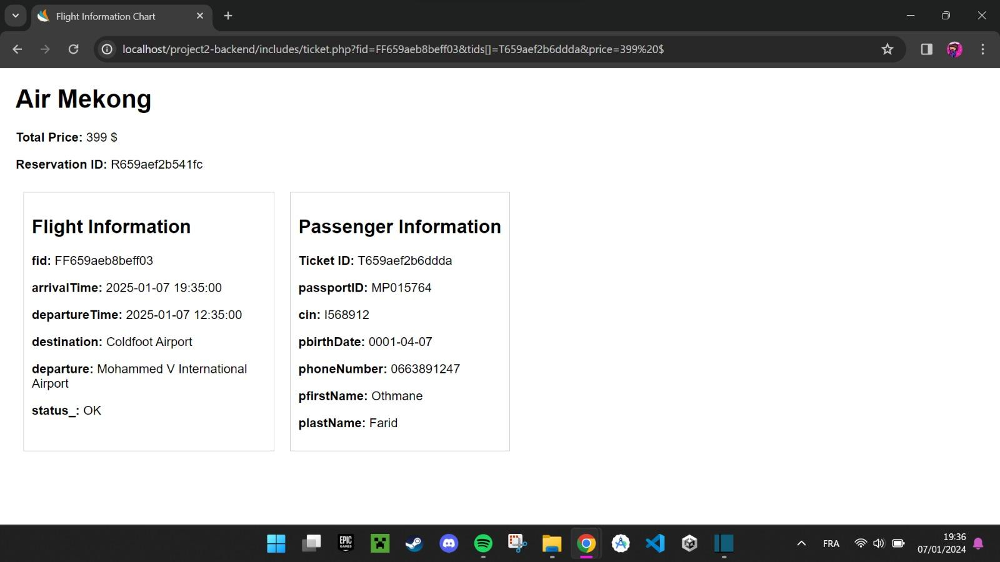 Flight Information Chart
localhost/project2-backend/includes/ticket.php?fid=FF659aeb8beff03&tids[]=T659aef2b6ddda&price=399%20$
Air Mekong
Total Price: 399 $
Reservation ID: R659aef2b541fc
Flight Information
fid: FF659aeb8beff03
arrivalTime: 2025-01-07 19:35:00
departureTime: 2025-01-07 12:35:00
destination: Coldfoot Airport
departure: Mohammed V International
Airport
status_: OK
Passenger Information
Ticket ID: T659aef2b6ddda
passportID: MP015764
cin: I568912
pbirthDate: 0001-04-07
phoneNumber: 0663891247
pfirstName: Othmane
plastName: Farid
EPIC
GAMES
FRA
19:36
07/01/2024